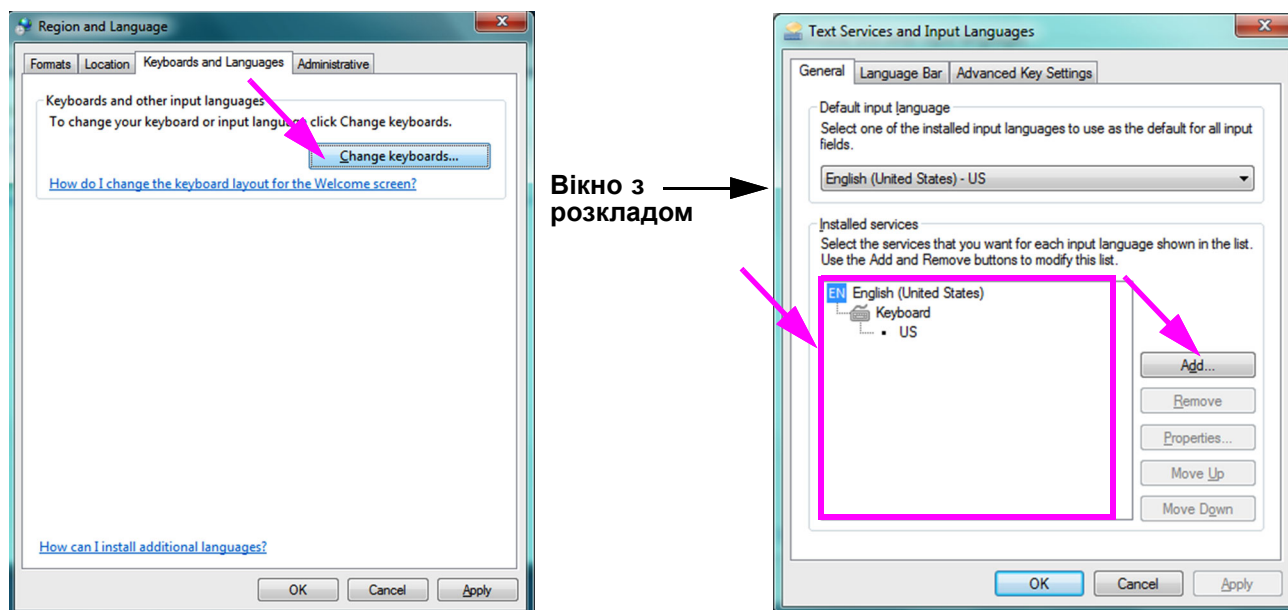 Region and Language
Formats Location Keyboards and Languages Administrative
Keyboards and other input languages
To change your keyboard or input language click Change keyboards.
Change keyboards...
How do I change the keyboard layout for the Welcome screen?
How can I install additional languages?
OK Cancel Apply
Вікно з
розкладом
Text Services and Input Languages
General Language Bar Advanced Key Settings
Default input language
Select one of the installed input languages to use as the default for all input
fields.
English (United States) - US
Installed services
Select the services that you want for each input language shown in the list.
Use the Add and Remove buttons to modify this list.
EN English (United States)
Keyboard
US
Add...
Remove
Properties...
Move Up
Move Down
OK Cancel Apply